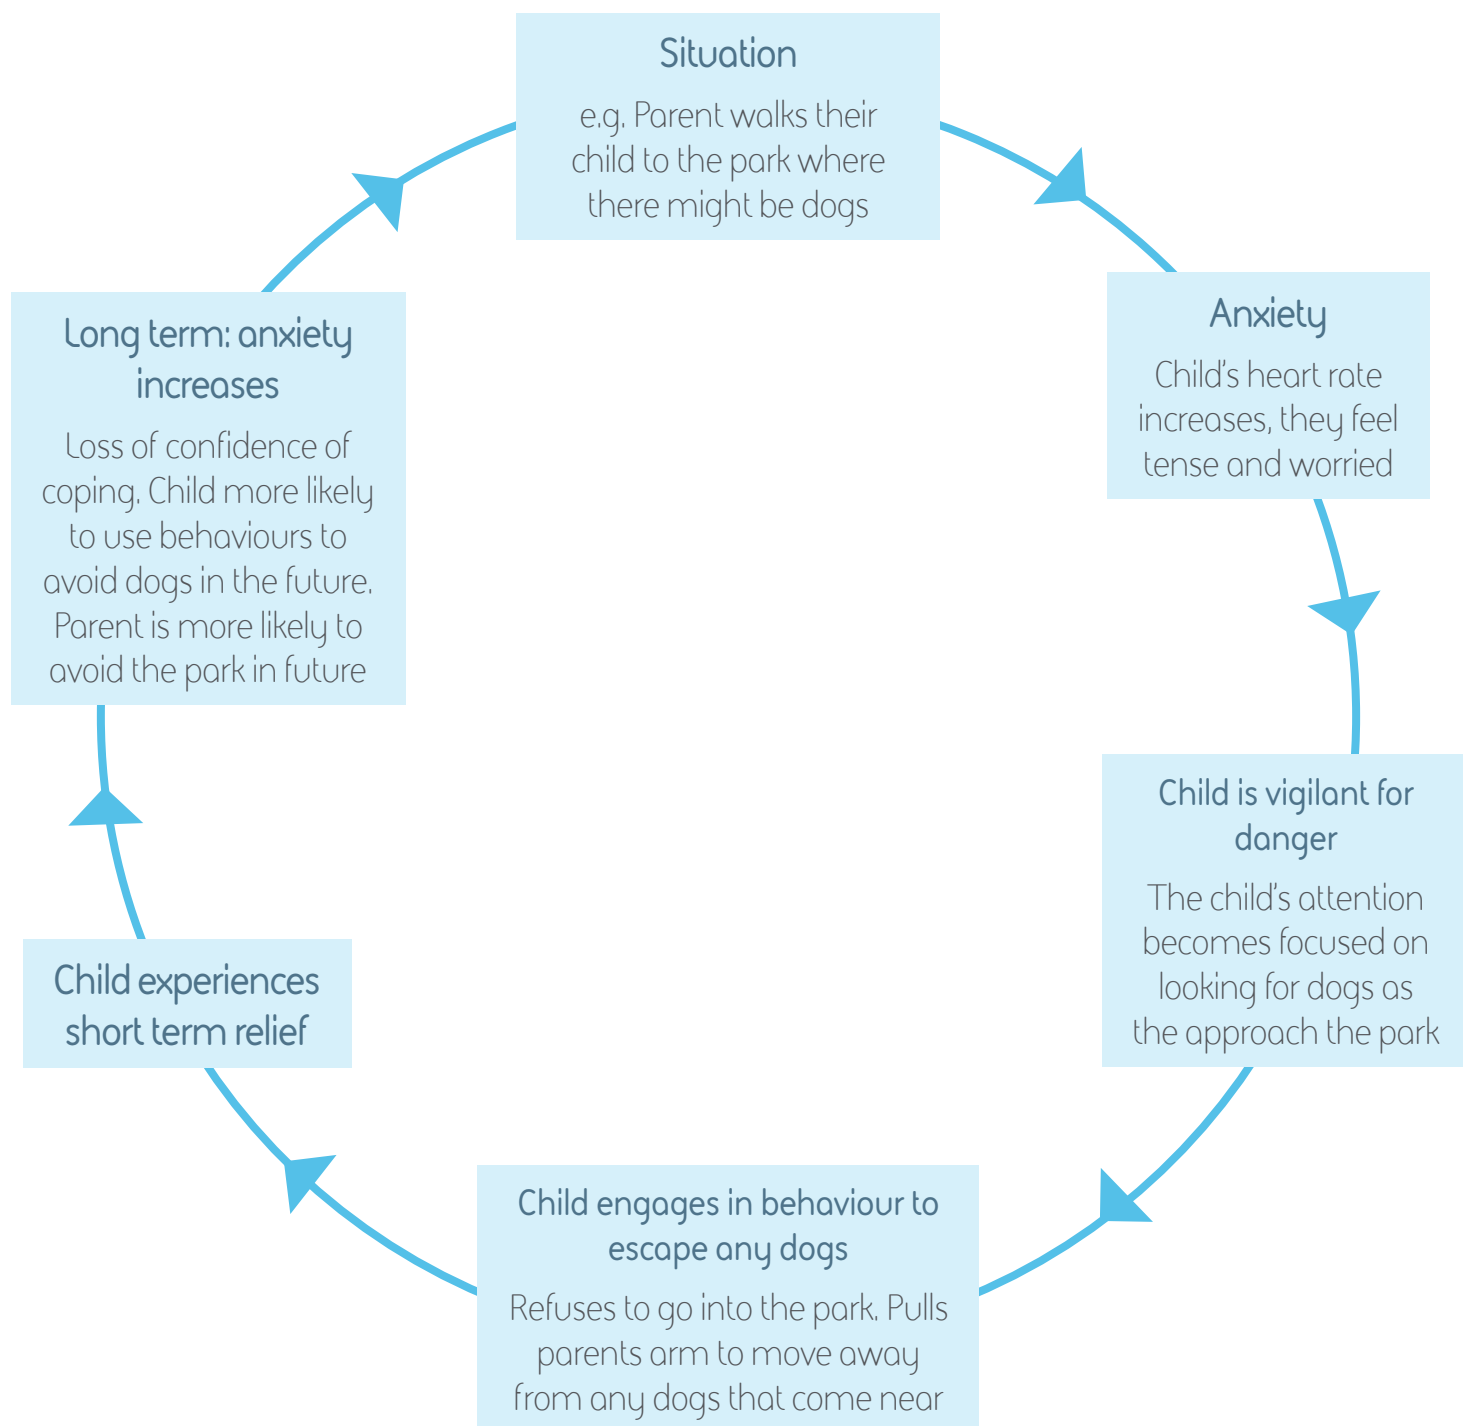 Situation
e.g. Parent walks their
child to the park where
there might be dogs
Anxiety
Child's heart rate
increases, they feel
tense and worried
Child is vigilant for
danger
The child's attention
becomes focused on
looking for dogs as
the approach the park
Child engages in behaviour to
escape any dogs
Refuses to go into the park. Pulls
parents arm to move away
from any dogs that come near
Child experiences
short term relief
Long term: anxiety
increases
Loss of confidence of
coping. Child more likely
to use behaviours to
avoid dogs in the future.
Parent is more likely to
avoid the park in future